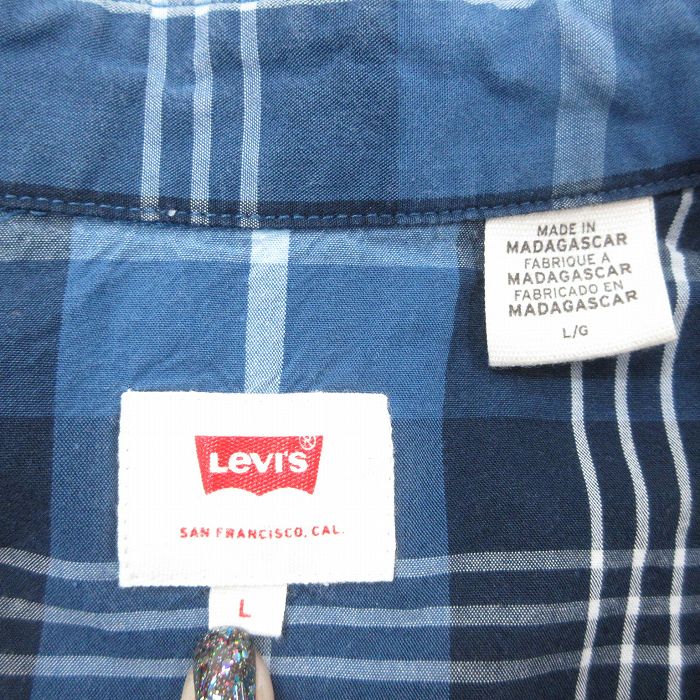 MADE IN
MADAGASCAR
FABRIQUE A
MADAGASCAR
FABRICADO EN
MADAGASCAR
L/G
Levi's®
SAN FRANCISCO, CAL.
L